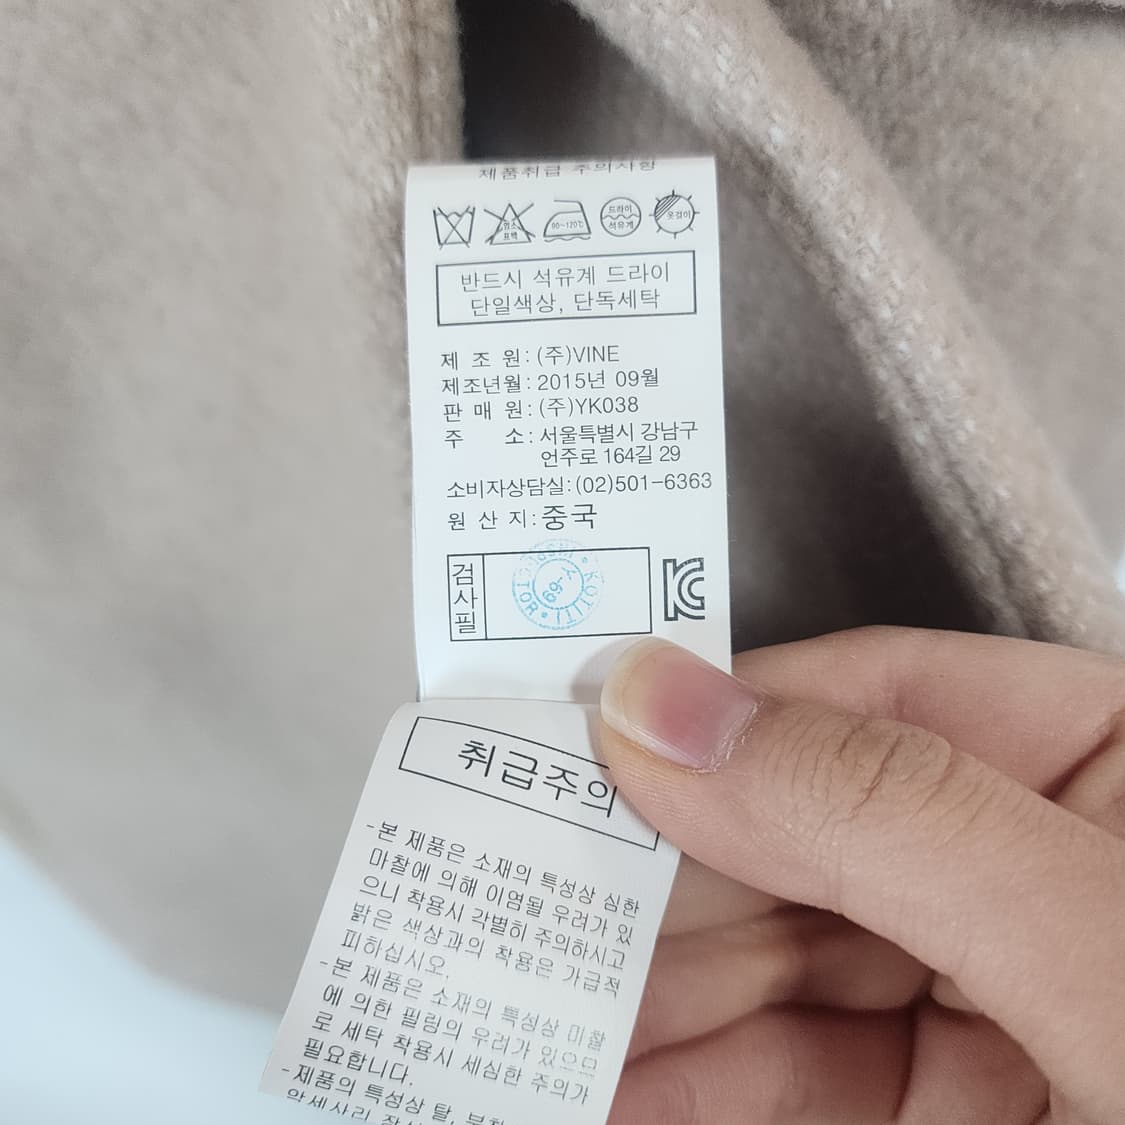 제품취급 주의사항
염소 표백
80~120℃
드라이
석유계
옷걸이
반드시 석유계 드라이
단일색상, 단독세탁
제 조 원: (주)VINE
제조년월: 2015년 09월
판 매 원: (주)YK038
주 소: 서울특별시 강남구
언주로 164길 29
소비자상담실: (02)501-6363
원 산 지: 중국
검사필
INSPECTOR KOTITI
Y-69
취급주의
-본 제품은 소재의 특성상 심한
마찰에 의해 이염될 우려가 있
으니 착용시 각별히 주의하시고
밝은 색상과의 착용은 가급적
피하십시오.
-본 제품은 소재의 특성상 마찰
에 의한 필링의 우려가 있으므
로 세탁 착용시 세심한 주의가
필요합니다.
-제품의 특성상 탈, 부착
악세사리